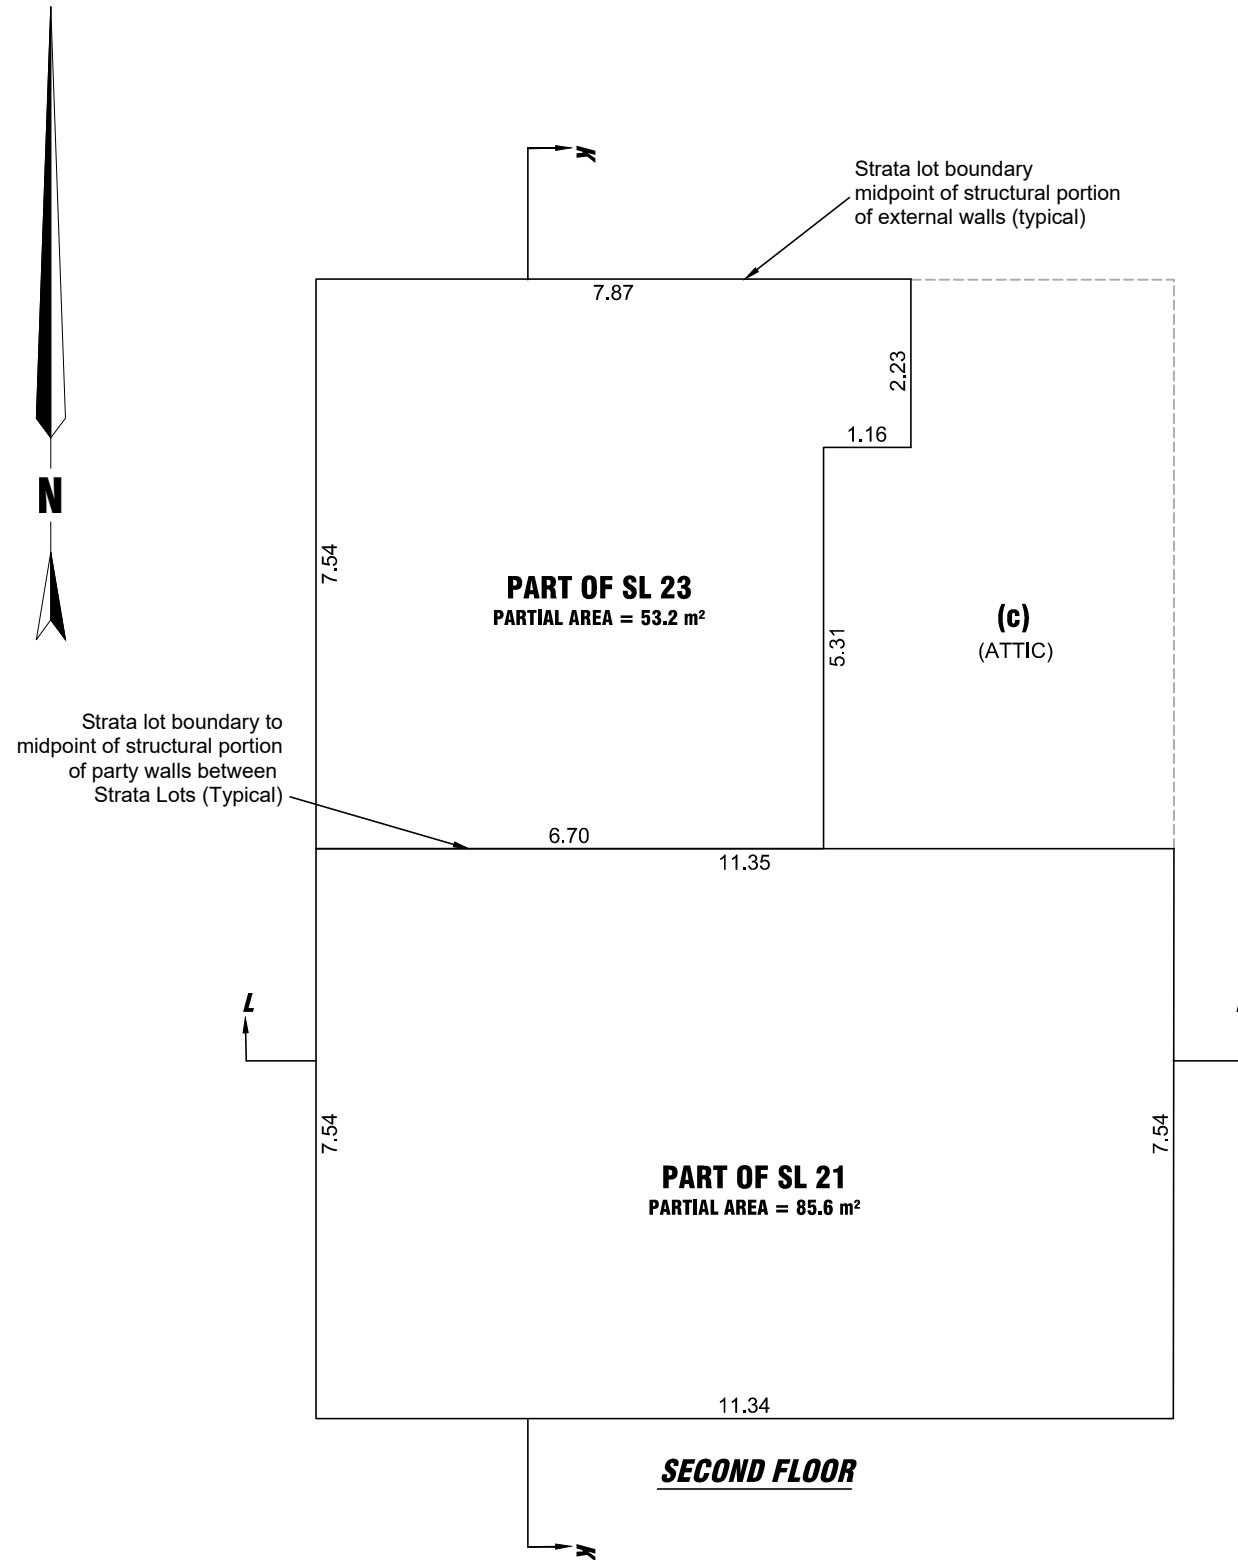 K
Strata lot boundary
midpoint of structural portion
of external walls (typical)
7.87
2.23
1.16
N
7.54
PART OF SL 23
PARTIAL AREA = 53.2 m²
(c)
(ATTIC)
5.31
Strata lot boundary to
midpoint of structural portion
of party walls between
Strata Lots (Typical)
6.70
11.35
L
7.54
7.54
PART OF SL 21
PARTIAL AREA = 85.6 m²
11.34
SECOND FLOOR
K